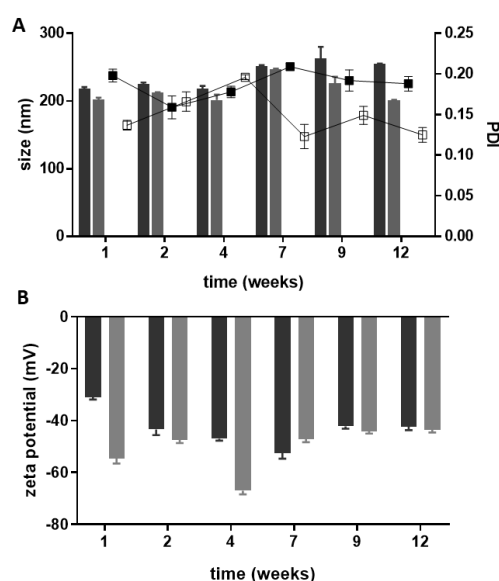 A
300
200
100
0
size (nm)
0.25
0.20
0.15
0.10
0.05
0.00
PDI
1 2 4 7 9 12
time (weeks)
B
0
-20
-40
-60
-80
zeta potential (mV)
1 2 4 7 9 12
time (weeks)